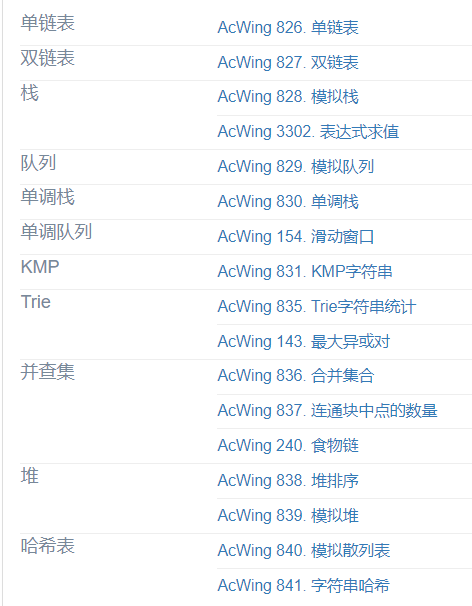 单链表 AcWing 826. 单链表
双链表 AcWing 827. 双链表
栈 AcWing 828. 模拟栈
AcWing 3302. 表达式求值
队列 AcWing 829. 模拟队列
单调栈 AcWing 830. 单调栈
单调队列 AcWing 154. 滑动窗口
KMP AcWing 831. KMP字符串
Trie AcWing 835. Trie字符串统计
AcWing 143. 最大异或对
并查集 AcWing 836. 合并集合
AcWing 837. 连通块中点的数量
AcWing 240. 食物链
堆 AcWing 838. 堆排序
AcWing 839. 模拟堆
哈希表 AcWing 840. 模拟散列表
AcWing 841. 字符串哈希